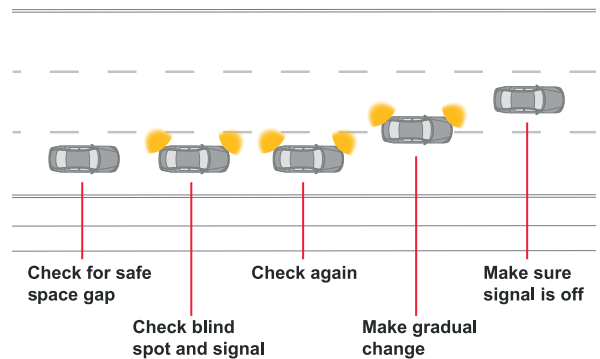 Check for safe
space gap
Check blind
spot and signal
Check again
Make gradual
change
Make sure
signal is off